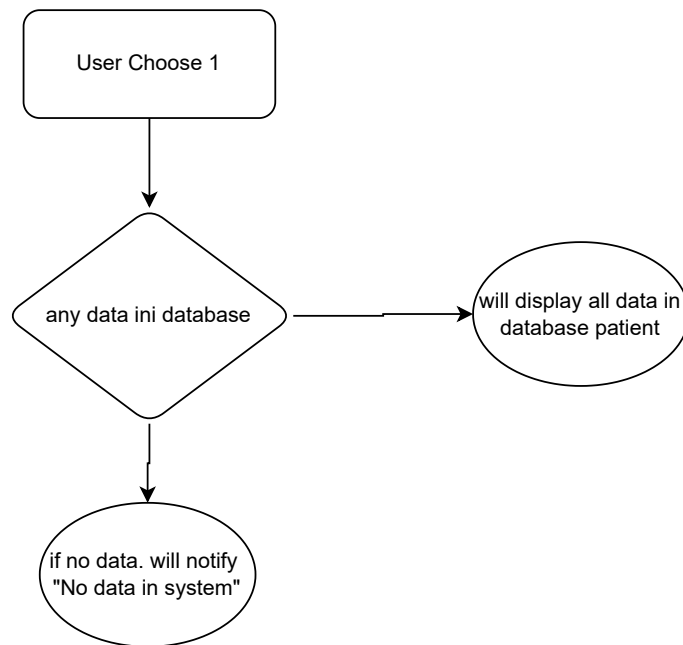 User Choose 1
any data ini database
will display all data in
database patient
if no data. will notify
"No data in system"